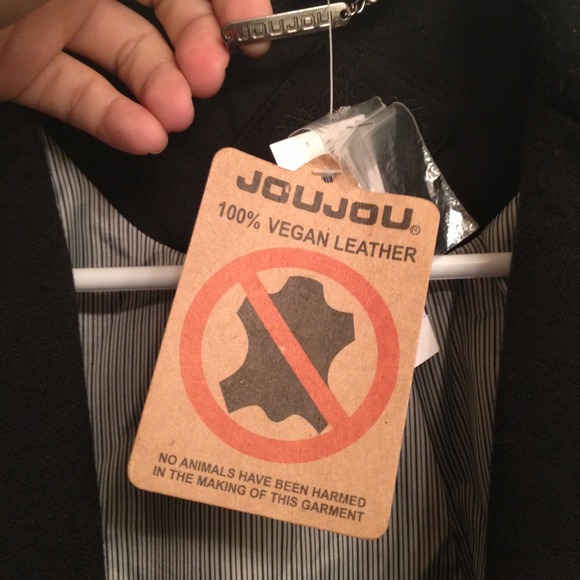 JOUJOU
JOUJOU®
100% VEGAN LEATHER
NO ANIMALS HAVE BEEN HARMED
IN THE MAKING OF THIS GARMENT